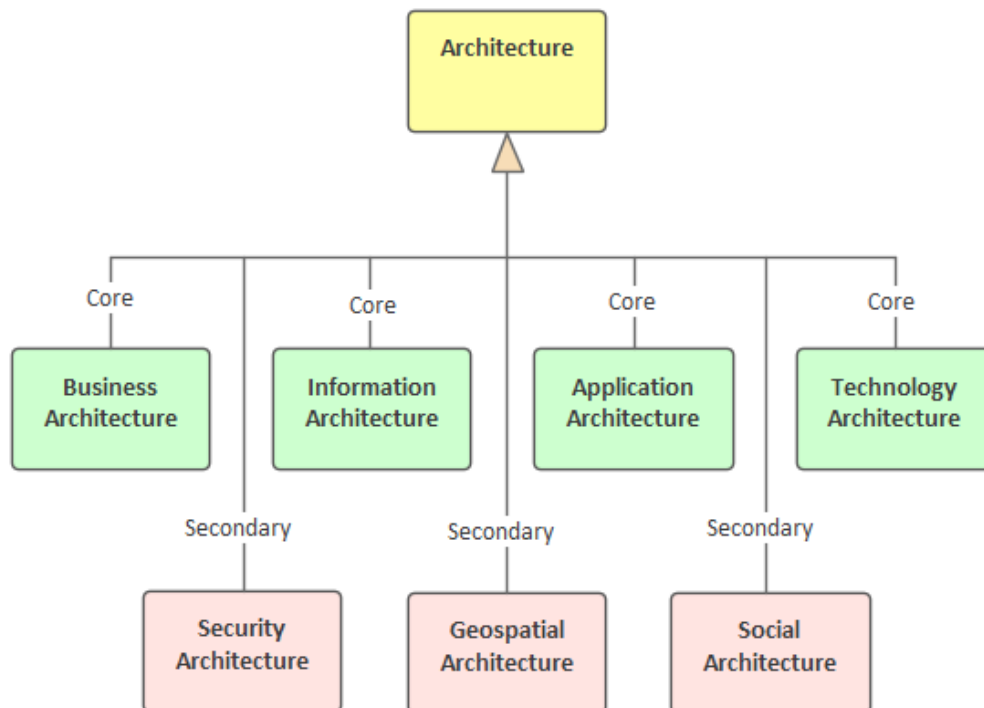 Architecture
Core
Core
Core
Core
Business
Architecture
Information
Architecture
Application
Architecture
Technology
Architecture
Secondary
Secondary
Secondary
Security
Architecture
Geospatial
Architecture
Social
Architecture